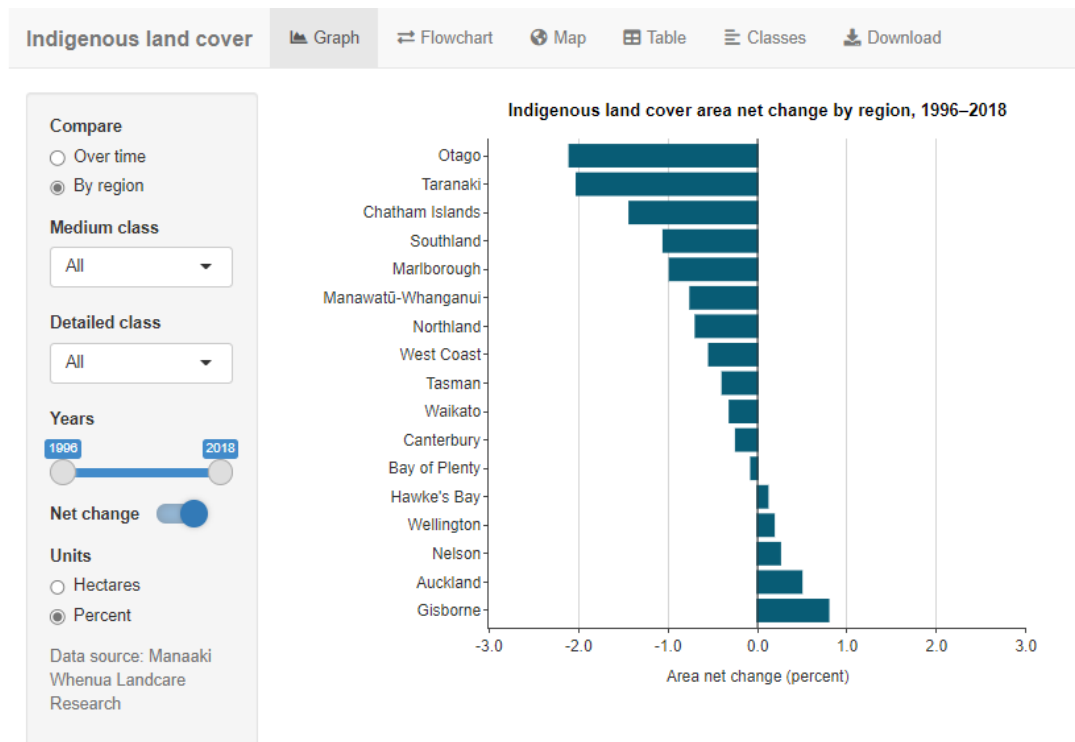 Indigenous land cover
Graph
Flowchart
Map
Table
Classes
Download
Compare
Over time
By region
Medium class
All
Detailed class
All
Years
1996 2018
Net change
Units
Hectares
Percent
Data source: Manaaki
Whenua Landcare
Research
Indigenous land cover area net change by region, 1996–2018
Otago
Taranaki
Chatham Islands
Southland
Marlborough
Manawatū-Whanganui
Northland
West Coast
Tasman
Waikato
Canterbury
Bay of Plenty
Hawke's Bay
Wellington
Nelson
Auckland
Gisborne
-3.0 -2.0 -1.0 0.0 1.0 2.0 3.0
Area net change (percent)